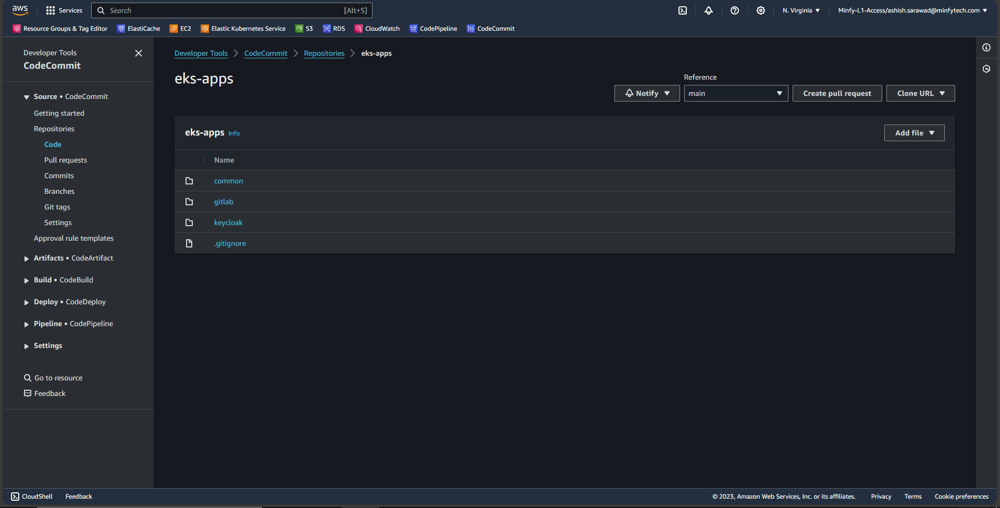 aws Services Search [Alt+S] N. Virginia Minfy-L1-Access/ashish.sarawad@minfytech.com
Resource Groups & Tag Editor ElastiCache EC2 Elastic Kubernetes Service S3 RDS CloudWatch CodePipeline CodeCommit
Developer Tools
CodeCommit
Source • CodeCommit
Getting started
Repositories
Code
Pull requests
Commits
Branches
Git tags
Settings
Approval rule templates
Artifacts • CodeArtifact
Build • CodeBuild
Deploy • CodeDeploy
Pipeline • CodePipeline
Settings
Go to resource
Feedback
Developer Tools CodeCommit Repositories eks-apps
eks-apps
Reference
Notify main Create pull request Clone URL
eks-apps Info Add file
Name
common
gitlab
keycloak
.gitignore
CloudShell Feedback © 2023, Amazon Web Services, Inc. or its affiliates. Privacy Terms Cookie preferences